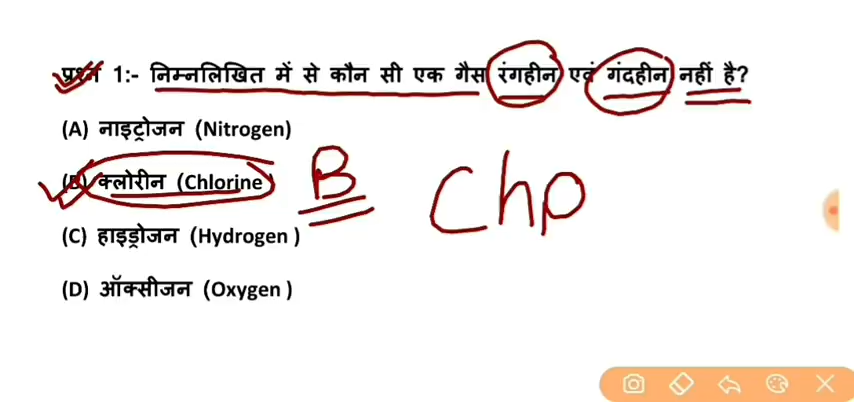 प्रश्न 1:- निम्नलिखित में से कौन सी एक गैस रंगहीन एवं गंदहीन नहीं है?
(A) नाइट्रोजन (Nitrogen)
(B) क्लोरीन (Chlorine )
B Chp
(C) हाइड्रोजन (Hydrogen )
(D) ऑक्सीजन (Oxygen )